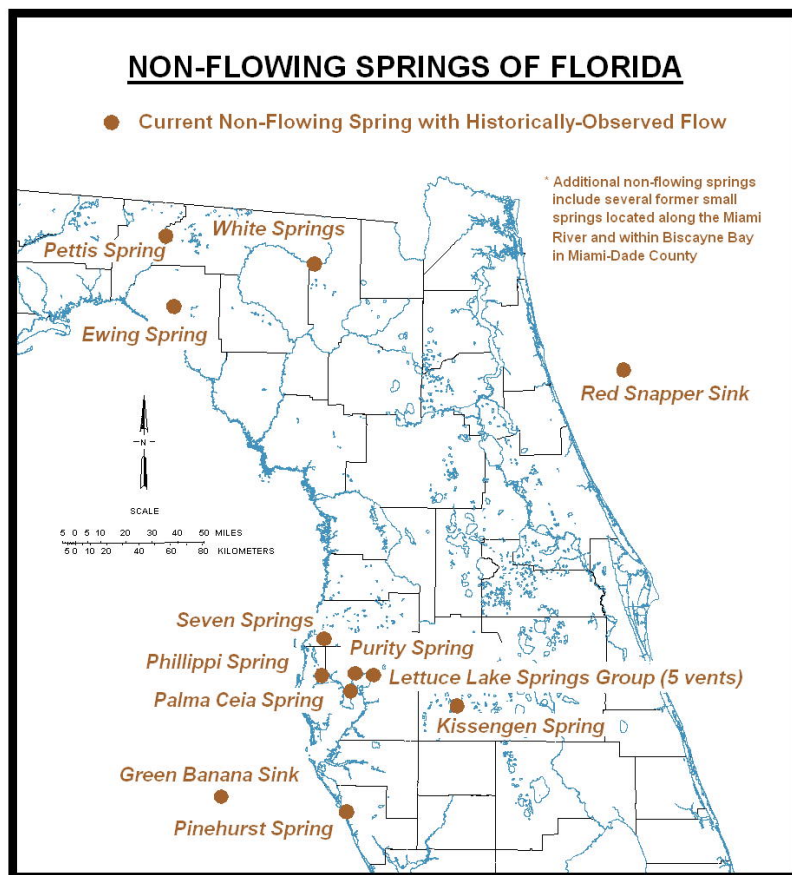 NON-FLOWING SPRINGS OF FLORIDA
Current Non-Flowing Spring with Historically-Observed Flow
* Additional non-flowing springs
include several former small
springs located along the Miami
River and within Biscayne Bay
in Miami-Dade County
White Springs
Pettis Spring
Ewing Spring
Red Snapper Sink
N
SCALE
5 0 5 10 20 30 40 50 MILES
5 0 10 20 40 60 80 KILOMETERS
Seven Springs
Purity Spring
Phillippi Spring
Lettuce Lake Springs Group (5 vents)
Palma Ceia Spring
Kissengen Spring
Green Banana Sink
Pinehurst Spring